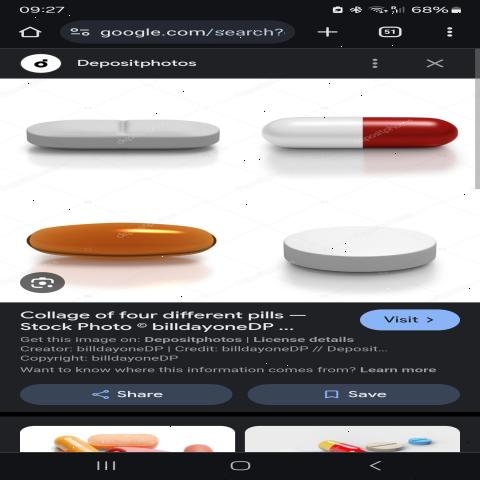 09:27
68%
google.com/search?
51
Depositphotos
Collage of four different pills —
Stock Photo © billdayoneDP ...
Visit >
Get this image on: Depositphotos | License details
Creator: billdayoneDP | Credit: billdayoneDP // Deposit...
Copyright: billdayoneDP
Want to know where this information comes from? Learn more
Share
Save